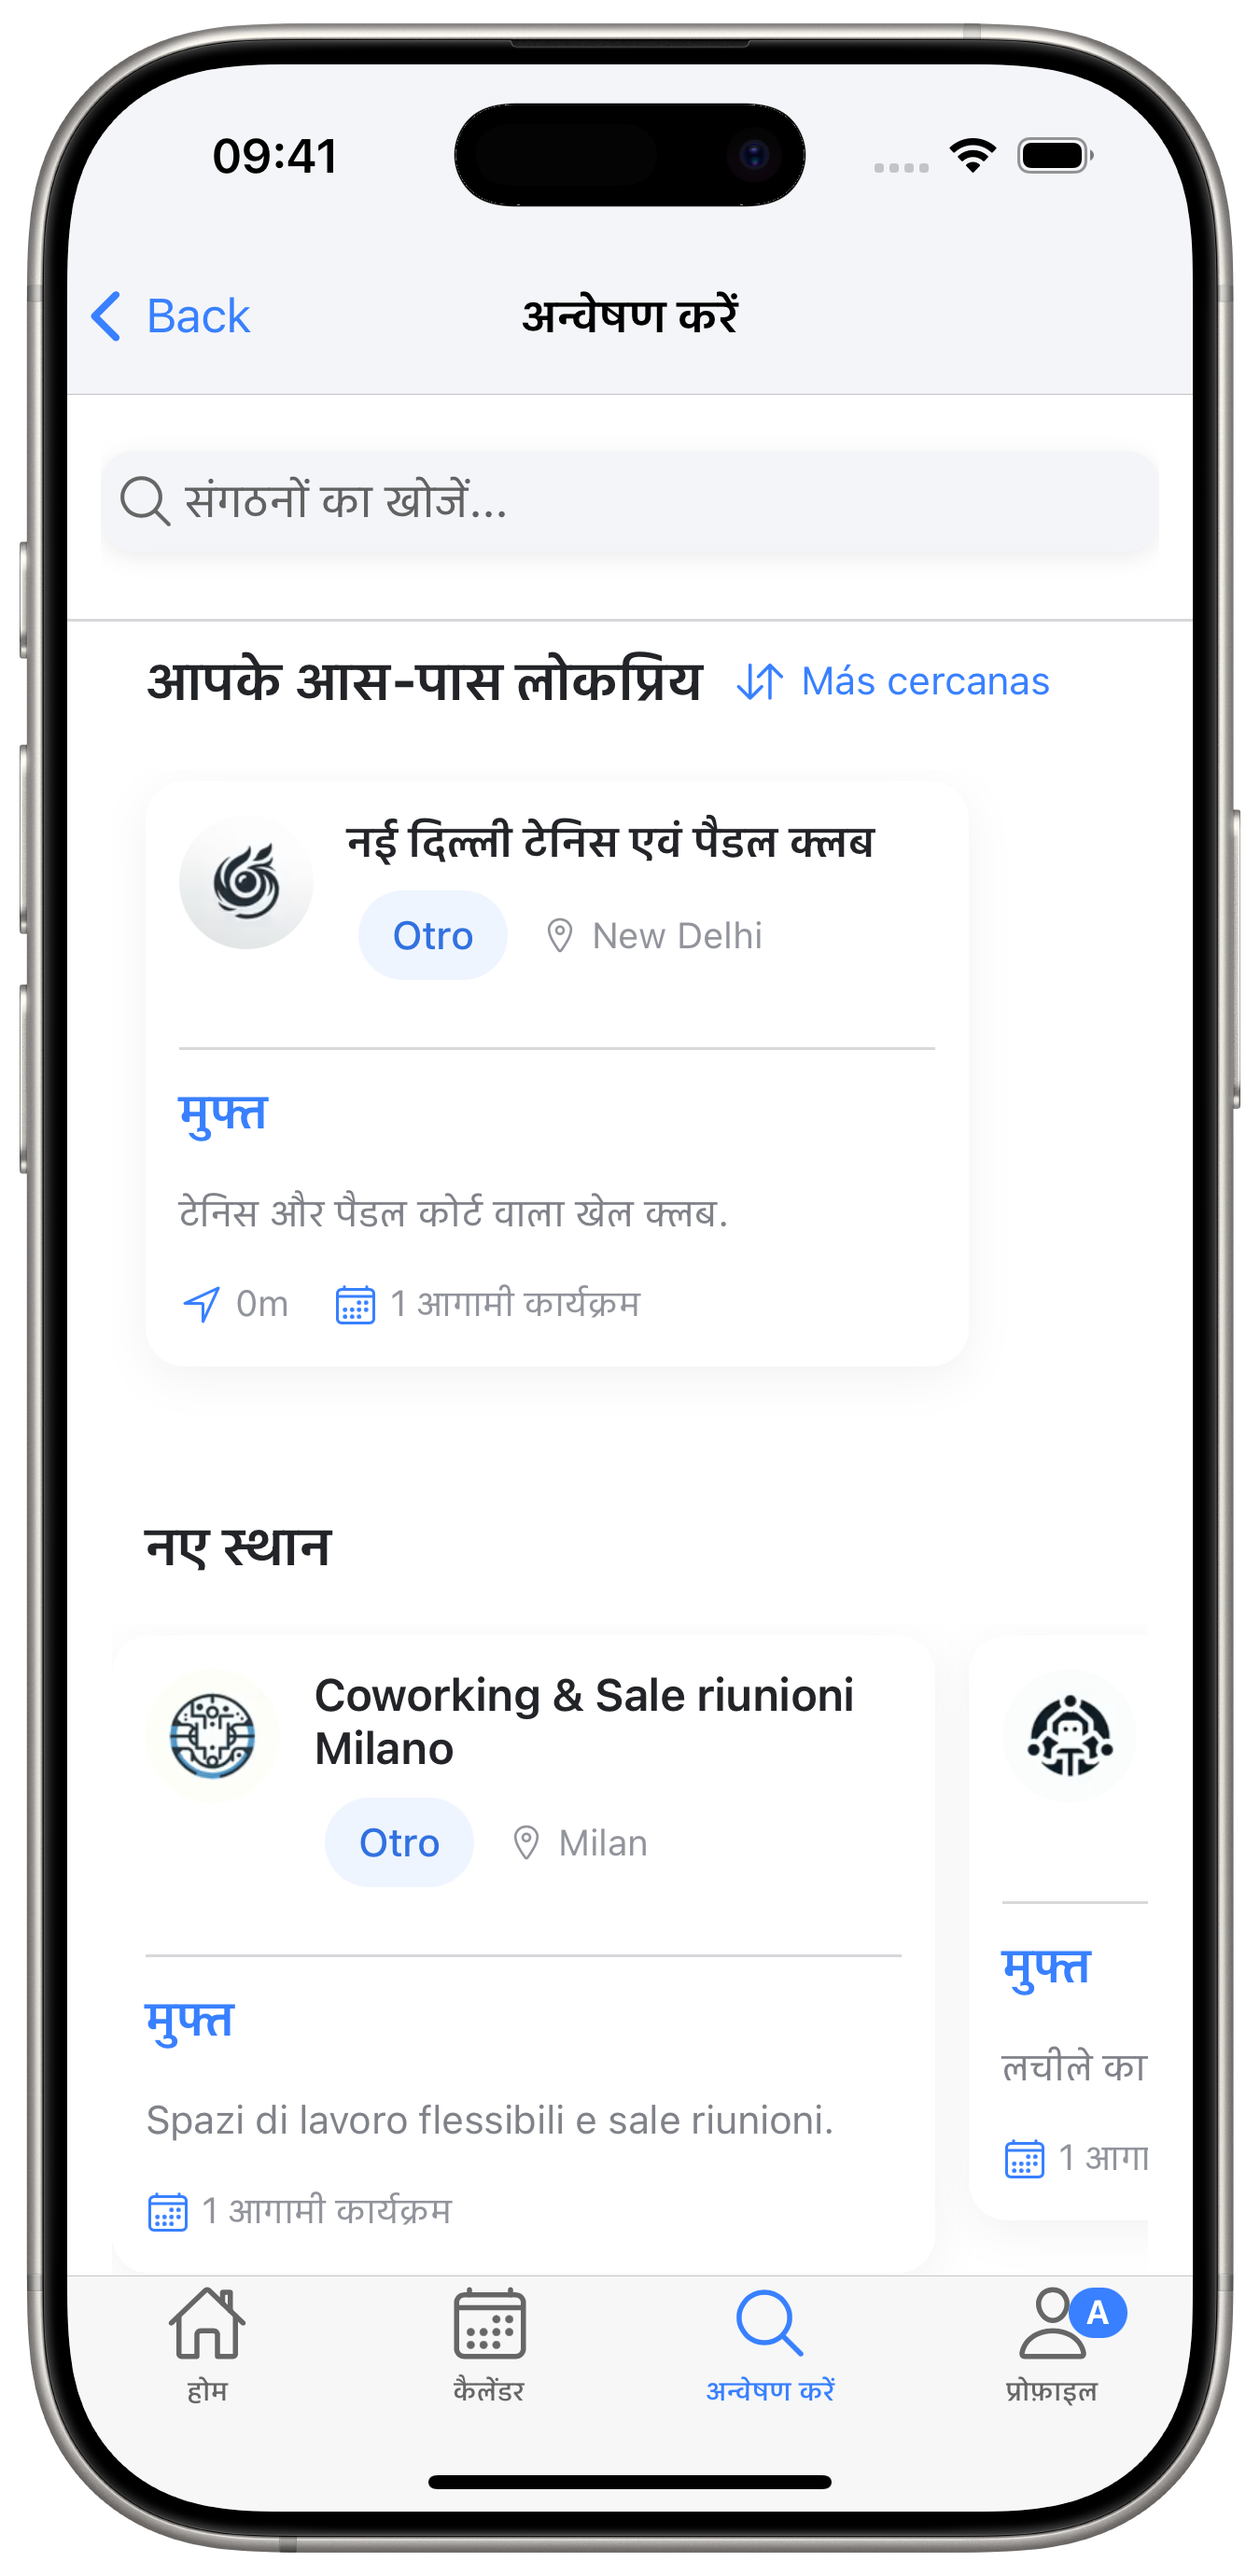 09:41
Back
अन्वेषण करें
संगठनों का खोजें...
आपके आस-पास लोकप्रिय Más cercanas
नई दिल्ली टेनिस एवं पैडल क्लब
Otro New Delhi
मुफ्त
टेनिस और पैडल कोर्ट वाला खेल क्लब.
0m 1 आगामी कार्यक्रम
नए स्थान
Coworking & Sale riunioni
Milano
Otro Milan
मुफ्त
Spazi di lavoro flessibili e sale riunioni.
1 आगामी कार्यक्रम
मुफ्त
लचीले का
1 आगा
A
होम कैलेंडर अन्वेषण करें प्रोफ़ाइल